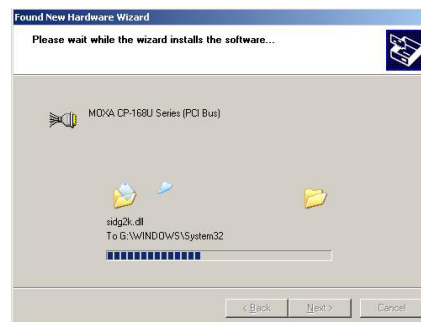 Found New Hardware Wizard
Please wait while the wizard installs the software...
MOXA CP-168U Series (PCI Bus)
sidg2k.dll
To G:\WINDOWS\System32
< Back
Next >
Cancel